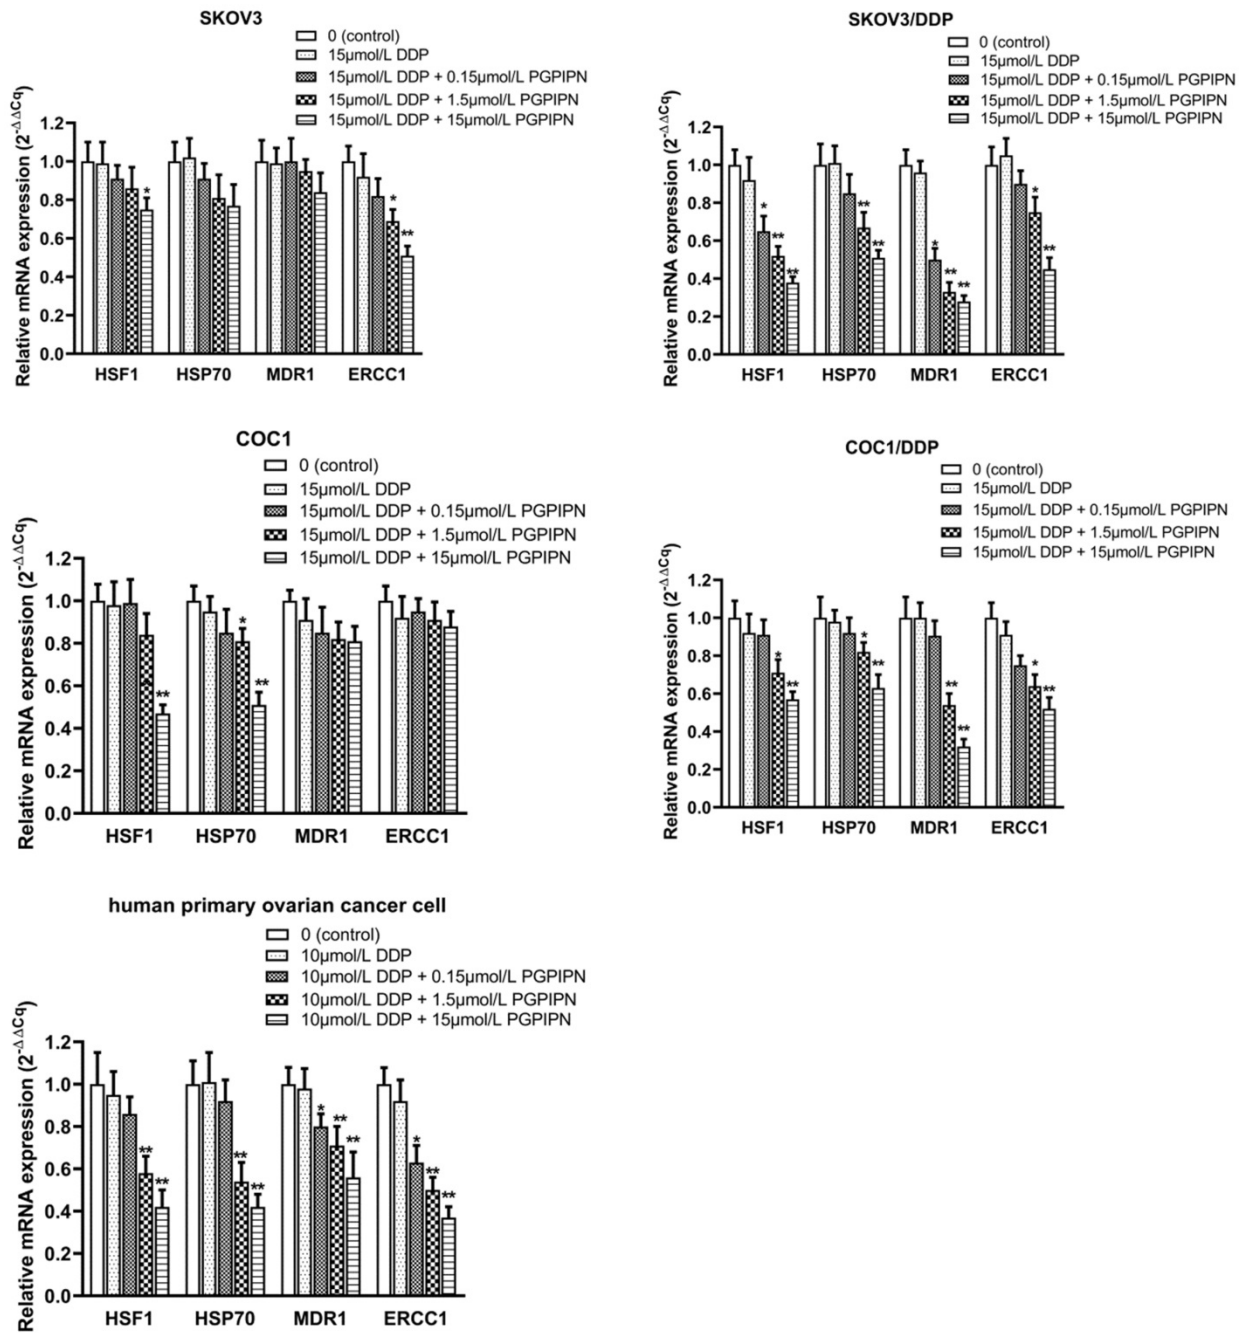 SKOV3
0 (control)
15μmol/L DDP
15μmol/L DDP + 0.15μmol/L PGPIPN
15μmol/L DDP + 1.5μmol/L PGPIPN
15μmol/L DDP + 15μmol/L PGPIPN
Relative mRNA expression (2-ΔΔCq)
1.2
1.0
0.8
0.6
0.4
0.2
0.0
*
*
**
HSF1 HSP70 MDR1 ERCC1
SKOV3/DDP
0 (control)
15μmol/L DDP
15μmol/L DDP + 0.15μmol/L PGPIPN
15μmol/L DDP + 1.5μmol/L PGPIPN
15μmol/L DDP + 15μmol/L PGPIPN
Relative mRNA expression (2-ΔΔCq)
1.2
1.0
0.8
0.6
0.4
0.2
0.0
* ** **
** **
* ** **
* **
HSF1 HSP70 MDR1 ERCC1
COC1
0 (control)
15μmol/L DDP
15μmol/L DDP + 0.15μmol/L PGPIPN
15μmol/L DDP + 1.5μmol/L PGPIPN
15μmol/L DDP + 15μmol/L PGPIPN
Relative mRNA expression (2-ΔΔCq)
1.2
1.0
0.8
0.6
0.4
0.2
0.0
**
* **
HSF1 HSP70 MDR1 ERCC1
COC1/DDP
0 (control)
15μmol/L DDP
15μmol/L DDP + 0.15μmol/L PGPIPN
15μmol/L DDP + 1.5μmol/L PGPIPN
15μmol/L DDP + 15μmol/L PGPIPN
Relative mRNA expression (2-ΔΔCq)
1.2
1.0
0.8
0.6
0.4
0.2
0.0
* **
* **
** **
* **
HSF1 HSP70 MDR1 ERCC1
human primary ovarian cancer cell
0 (control)
10μmol/L DDP
10μmol/L DDP + 0.15μmol/L PGPIPN
10μmol/L DDP + 1.5μmol/L PGPIPN
10μmol/L DDP + 15μmol/L PGPIPN
Relative mRNA expression (2-ΔΔCq)
1.2
1.0
0.8
0.6
0.4
0.2
0.0
** **
** **
* ** **
* ** **
HSF1 HSP70 MDR1 ERCC1